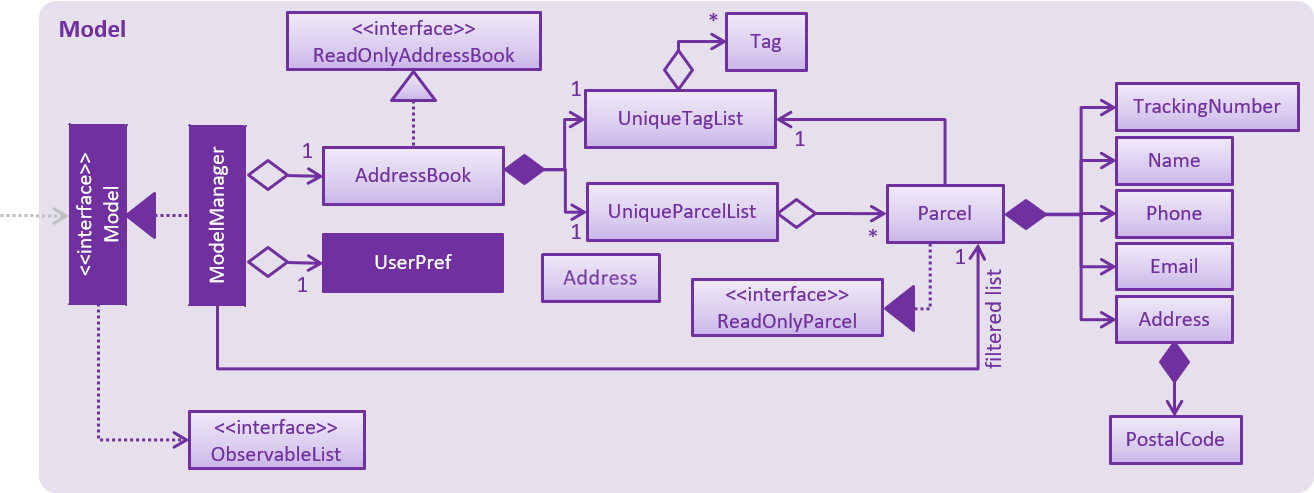 Model
<<interface>>
ReadOnlyAddressBook
*
Tag
1
UniqueTagList
1
TrackingNumber
Name
Phone
Email
Address
PostalCode
<<interface>>
Model
ModelManager
1
AddressBook
1
UserPref
1
UniqueParcelList
*
Parcel
1
filtered list
Address
<<interface>>
ReadOnlyParcel
<<interface>>
ObservableList